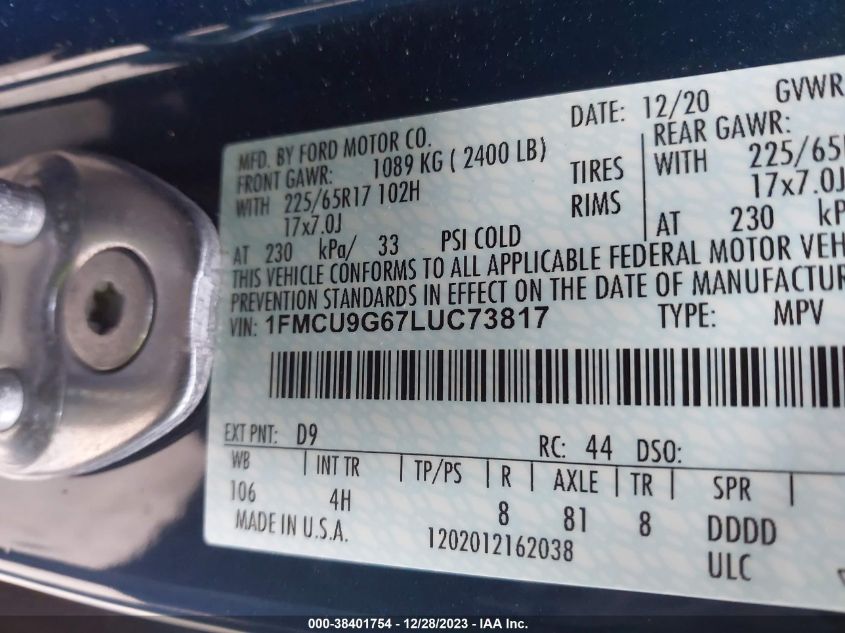 DATE: 12/20 GVWR
MFD. BY FORD MOTOR CO.
FRONT GAWR: 1089 KG ( 2400 LB) REAR GAWR:
WITH 225/65R17 102H TIRES WITH 225/65
17x7.0J RIMS 17x7.0J
AT 230 kPa/ 33 PSI COLD AT 230 kP
THIS VEHICLE CONFORMS TO ALL APPLICABLE FEDERAL MOTOR VEH
PREVENTION STANDARDS IN EFFECT ON THE DATE OF MANUFACTUR
VIN: 1FMCU9G67LUC73817 TYPE: MPV
EXT PNT: D9 RC: 44 DSO:
WB INT TR TP/PS R AXLE TR SPR
106 4H 8 81 8 DDDD
MADE IN U.S.A. 1202012162038 ULC
000-38401754 - 12/28/2023 - IAA Inc.